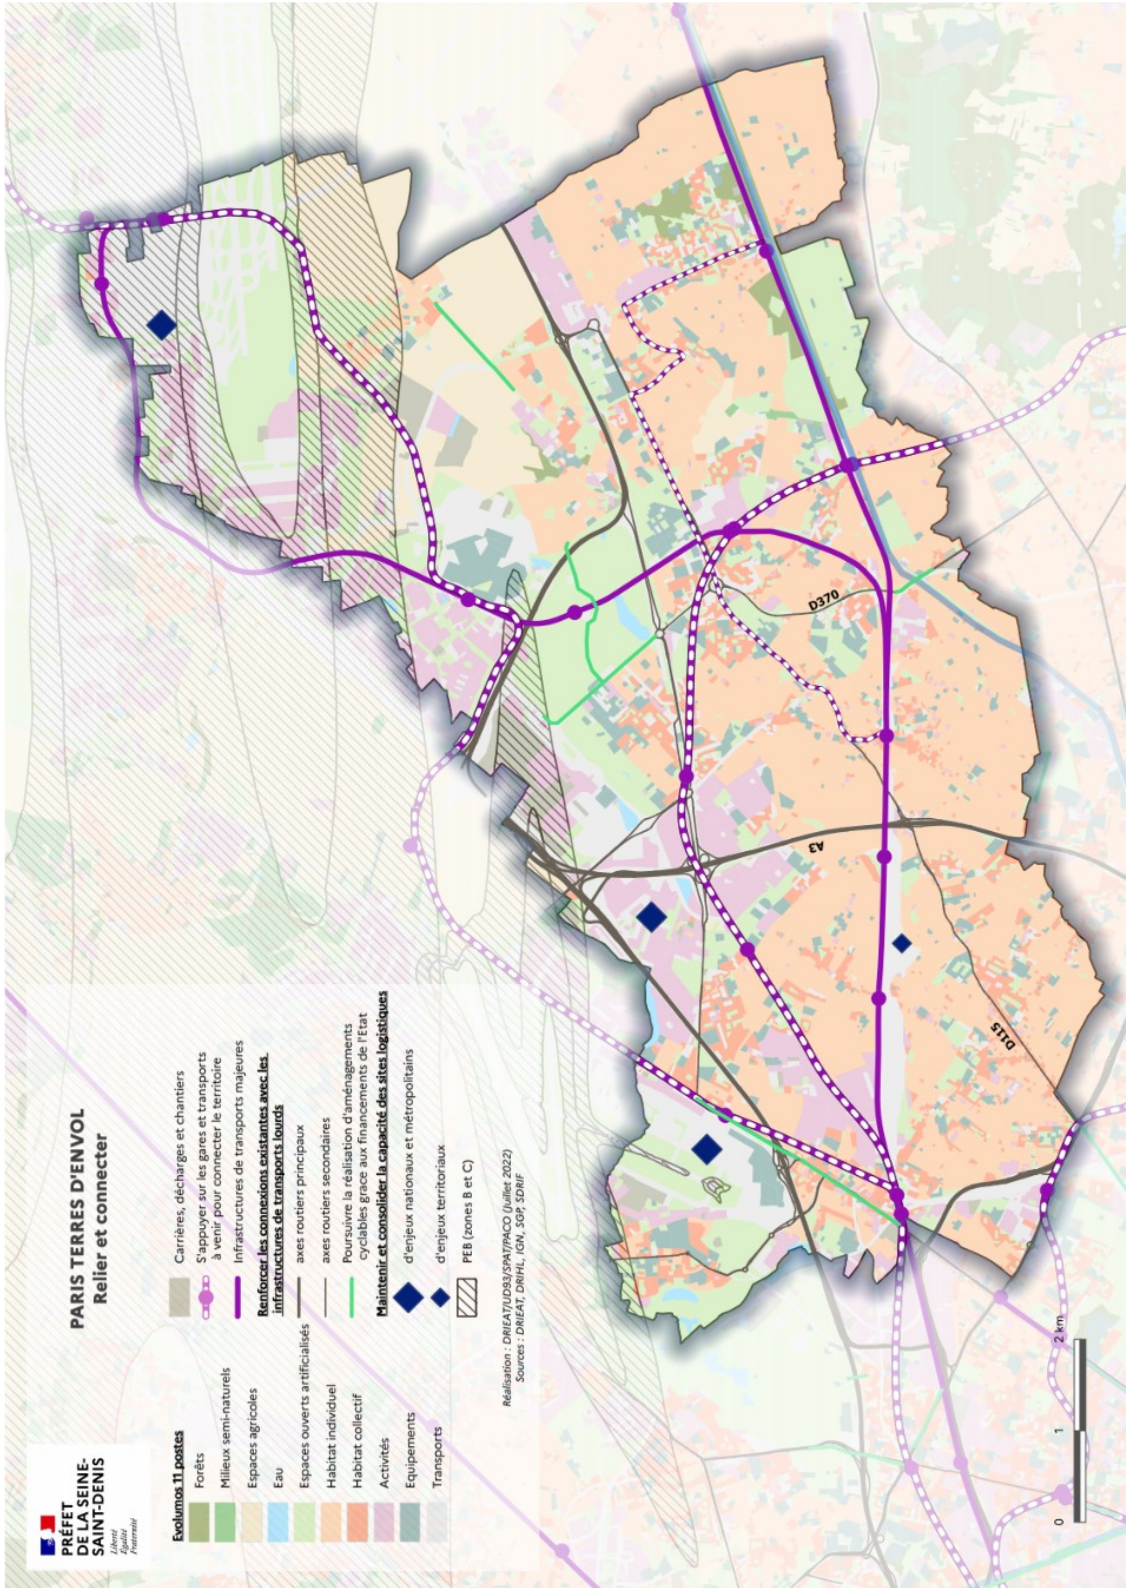 PRÉFET
DE LA SEINE-
SAINT-DENIS
Liberté
Égalité
Fraternité
PARIS TERRES D'ENVOL
Relier et connecter
Evolumos 11 postes
Forêts
Milieux semi-naturels
Espaces agricoles
Eau
Espaces ouverts artificialisés
Habitat individuel
Habitat collectif
Activités
Equipements
Transports
Carrières, décharges et chantiers
S'appuyer sur les gares et transports
à venir pour connecter le territoire
Infrastructures de transports majeures
Renforcer les connexions existantes avec les
infrastructures de transports lourds
axes routiers principaux
axes routiers secondaires
Poursuivre la réalisation d'aménagements
cyclables grace aux financements de l'Etat
Maintenir et consolider la capacité des sites logistiques
d'enjeux nationaux et métropolitains
d'enjeux territoriaux
PEB (zones B et C)
Réalisation : DRIEAT/UD93/SPAT/PACO (juillet 2022)
Sources : DRIEAT, DRIHL, IGN, SGP, SDRIF
D370
A3
D115
0 1 2 km